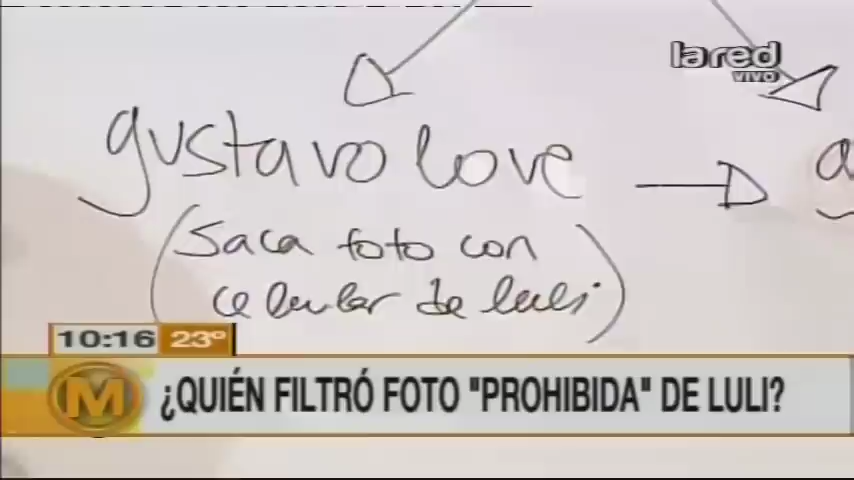 la red
VIVO
gustavo love
(saca foto con
celular de luli)
10:16 23º
M ¿QUIÉN FILTRÓ FOTO "PROHIBIDA" DE LULI?